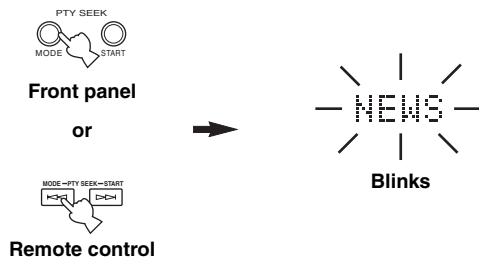 PTY SEEK
MODE START
Front panel
or
MODE–PTY SEEK–START
Remote control
NEWS
Blinks